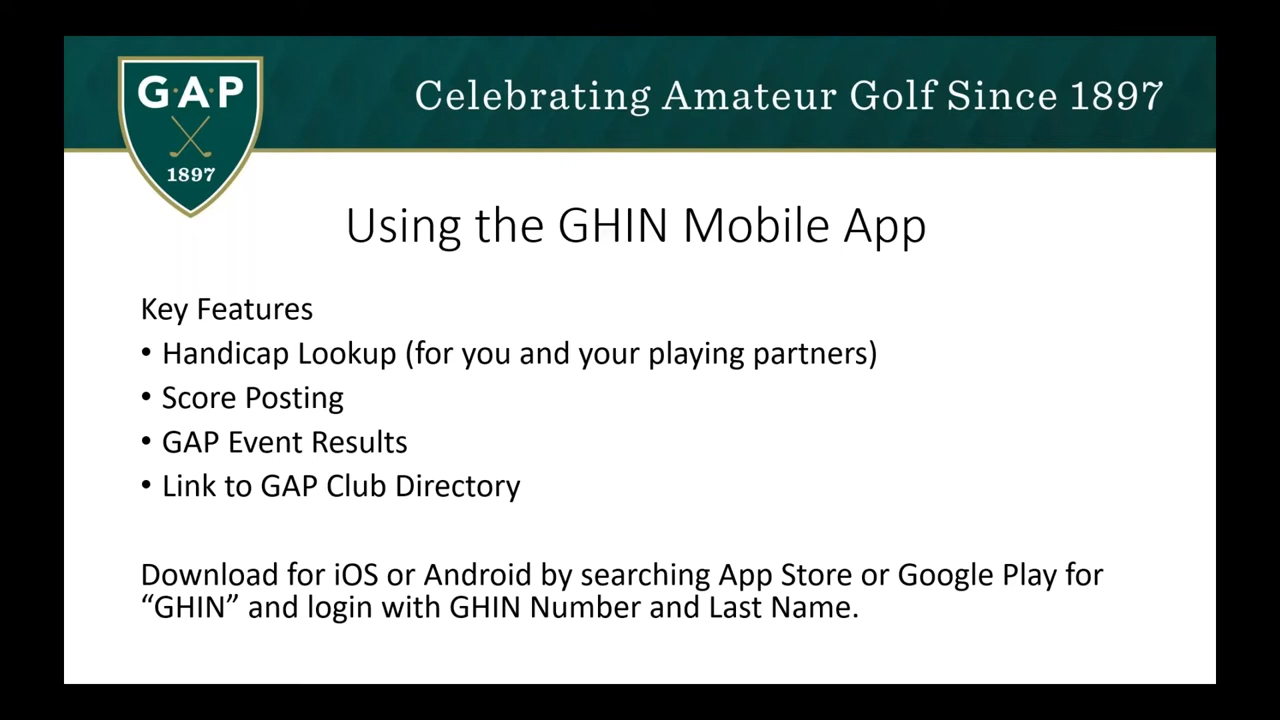 G·A·P
1897
Celebrating Amateur Golf Since 1897
Using the GHIN Mobile App
Key Features
• Handicap Lookup (for you and your playing partners)
• Score Posting
• GAP Event Results
• Link to GAP Club Directory
Download for iOS or Android by searching App Store or Google Play for
“GHIN” and login with GHIN Number and Last Name.